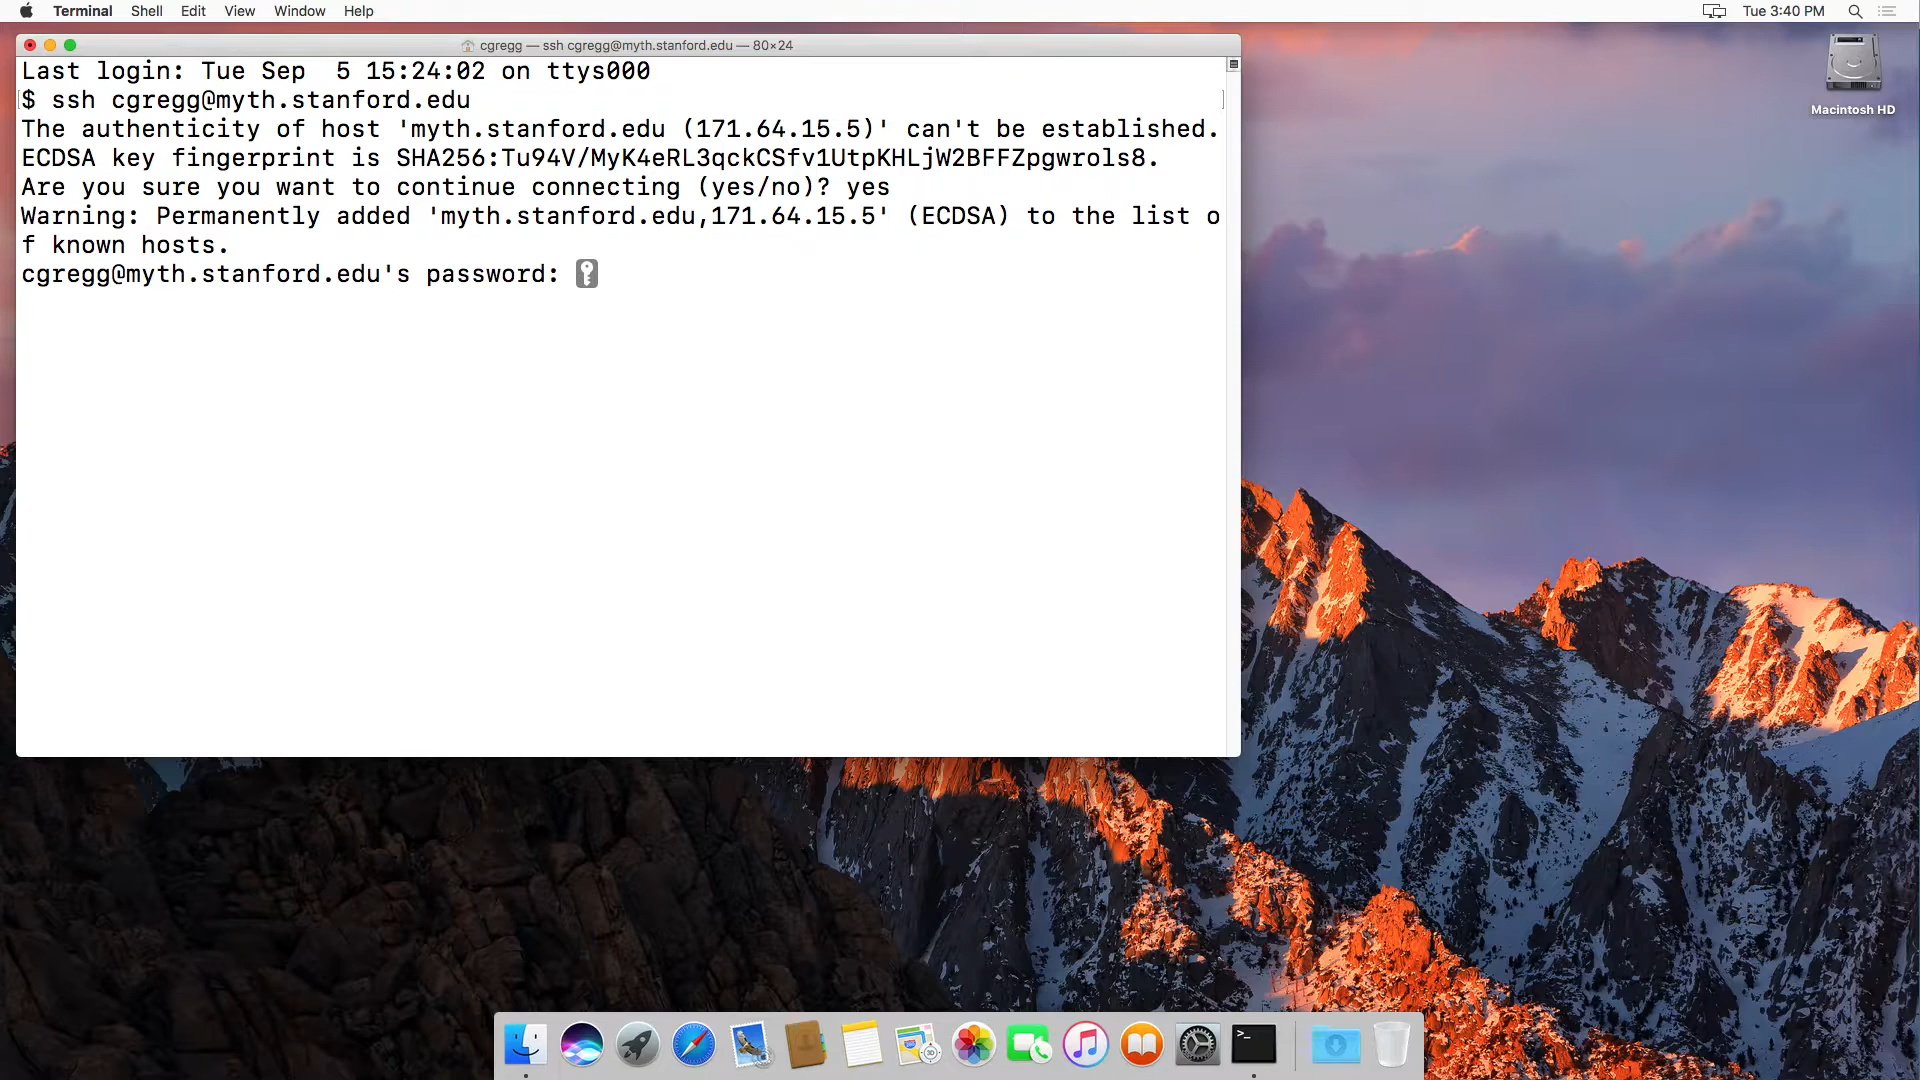 Terminal Shell Edit View Window Help Tue 3:40 PM
cgregg — ssh cgregg@myth.stanford.edu — 80×24
Last login: Tue Sep  5 15:24:02 on ttys000
$ ssh cgregg@myth.stanford.edu
The authenticity of host 'myth.stanford.edu (171.64.15.5)' can't be established.
ECDSA key fingerprint is SHA256:Tu94V/MyK4eRL3qckCSfv1UtpKHLjW2BFFZpgwrols8.
Are you sure you want to continue connecting (yes/no)? yes
Warning: Permanently added 'myth.stanford.edu,171.64.15.5' (ECDSA) to the list o
f known hosts.
cgregg@myth.stanford.edu's password:
Macintosh HD
>_
3D